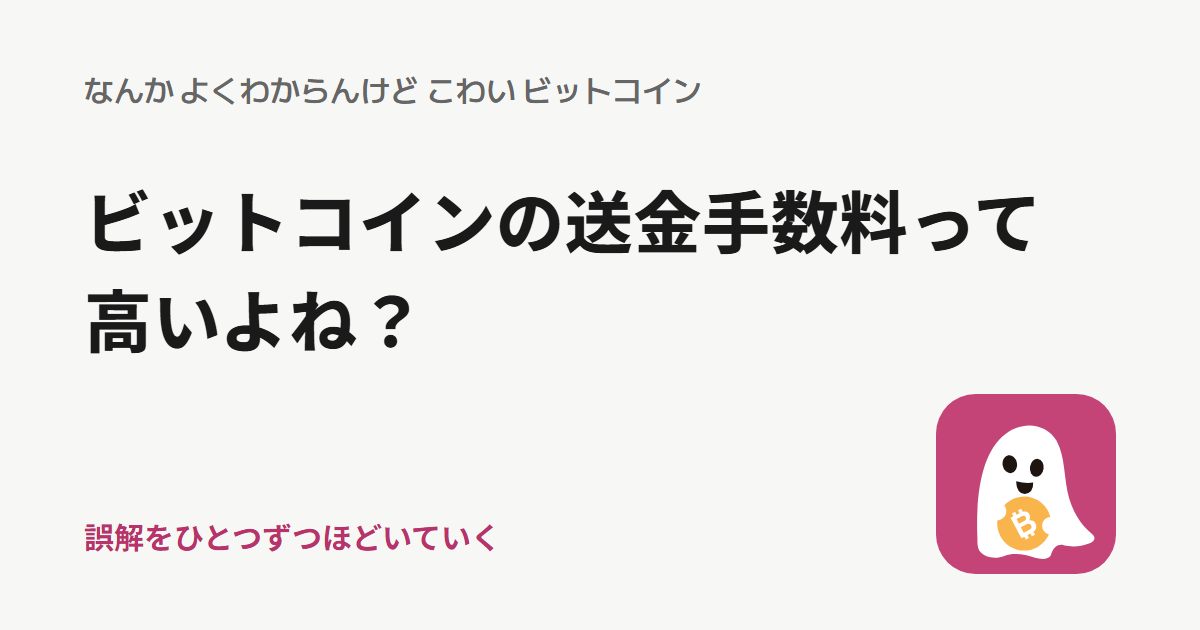 なんか よくわからんけど こわい ビットコイン
ビットコインの送金手数料って
高いよね？
誤解をひとつずつほどいていく